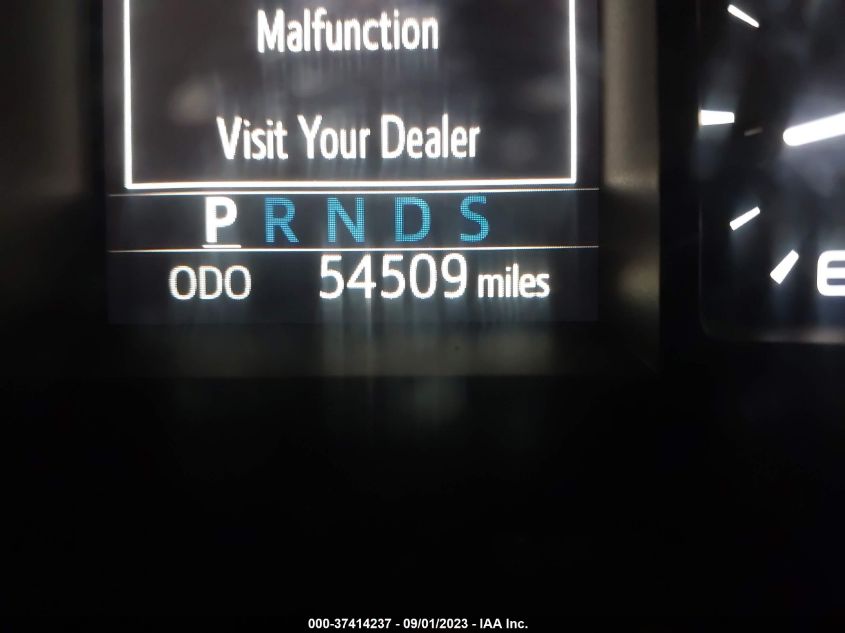 Malfunction
Visit Your Dealer
P R N D S
ODO 54509 miles
E
000-37414237 - 09/01/2023 - IAA Inc.